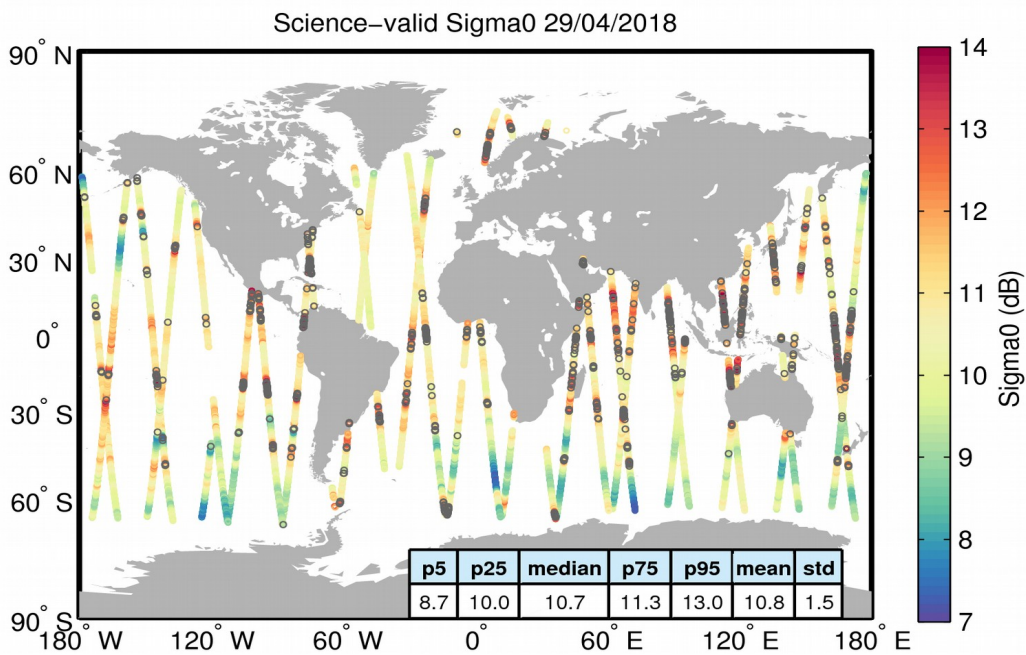 Science−valid Sigma0 29/04/2018
90° N
60° N
30° N
0°
30° S
60° S
90° S
180° W
120° W
60° W
0°
60° E
120° E
180° E
p5 p25 median p75 p95 mean std
8.7 10.0 10.7 11.3 13.0 10.8 1.5
14
13
12
11
10
9
8
7
Sigma0 (dB)